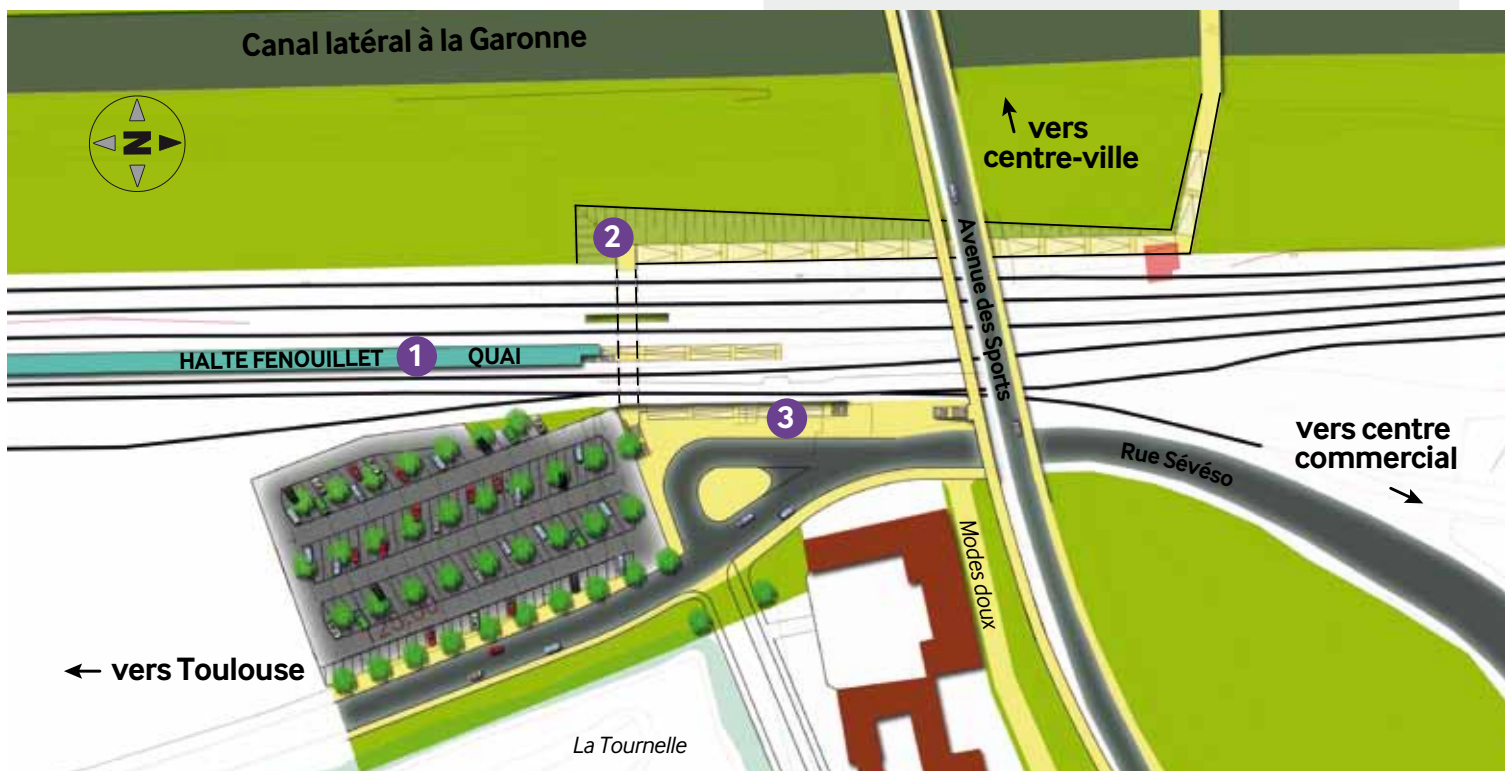 Canal latéral à la Garonne
N
vers
centre-ville
2
Avenue des Sports
HALTE FENOUILLET
1
QUAI
3
vers centre
commercial
Rue Sévéso
Modes doux
vers Toulouse
La Tournelle